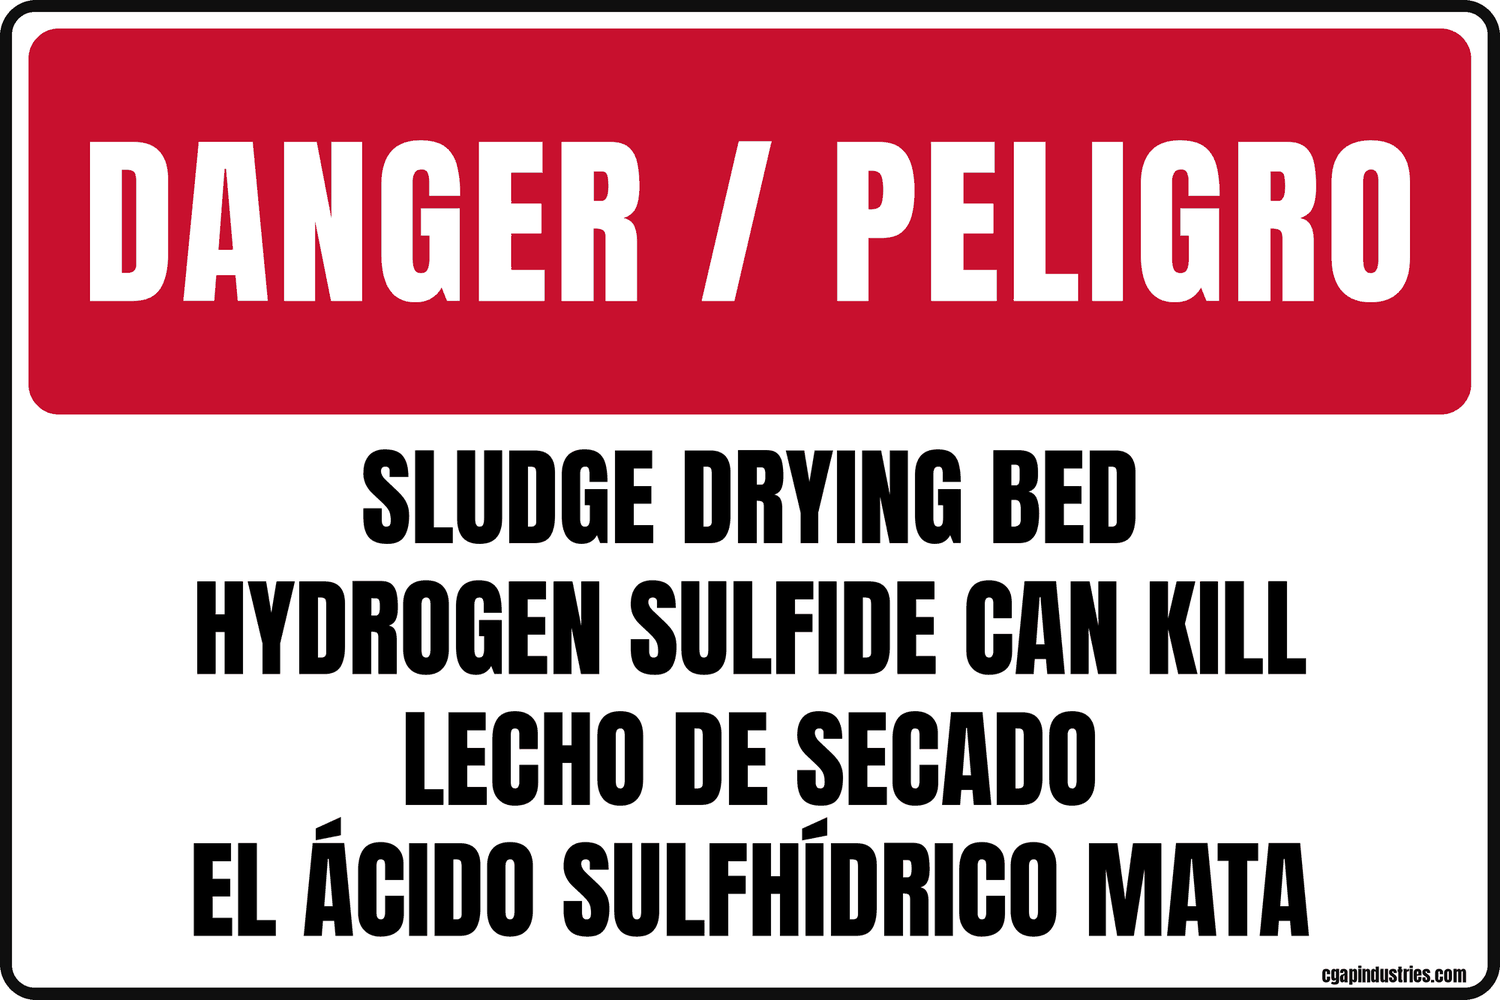 DANGER / PELIGRO
SLUDGE DRYING BED
HYDROGEN SULFIDE CAN KILL
LECHO DE SECADO
EL ÁCIDO SULFHÍDRICO MATA
cgapindustries.com